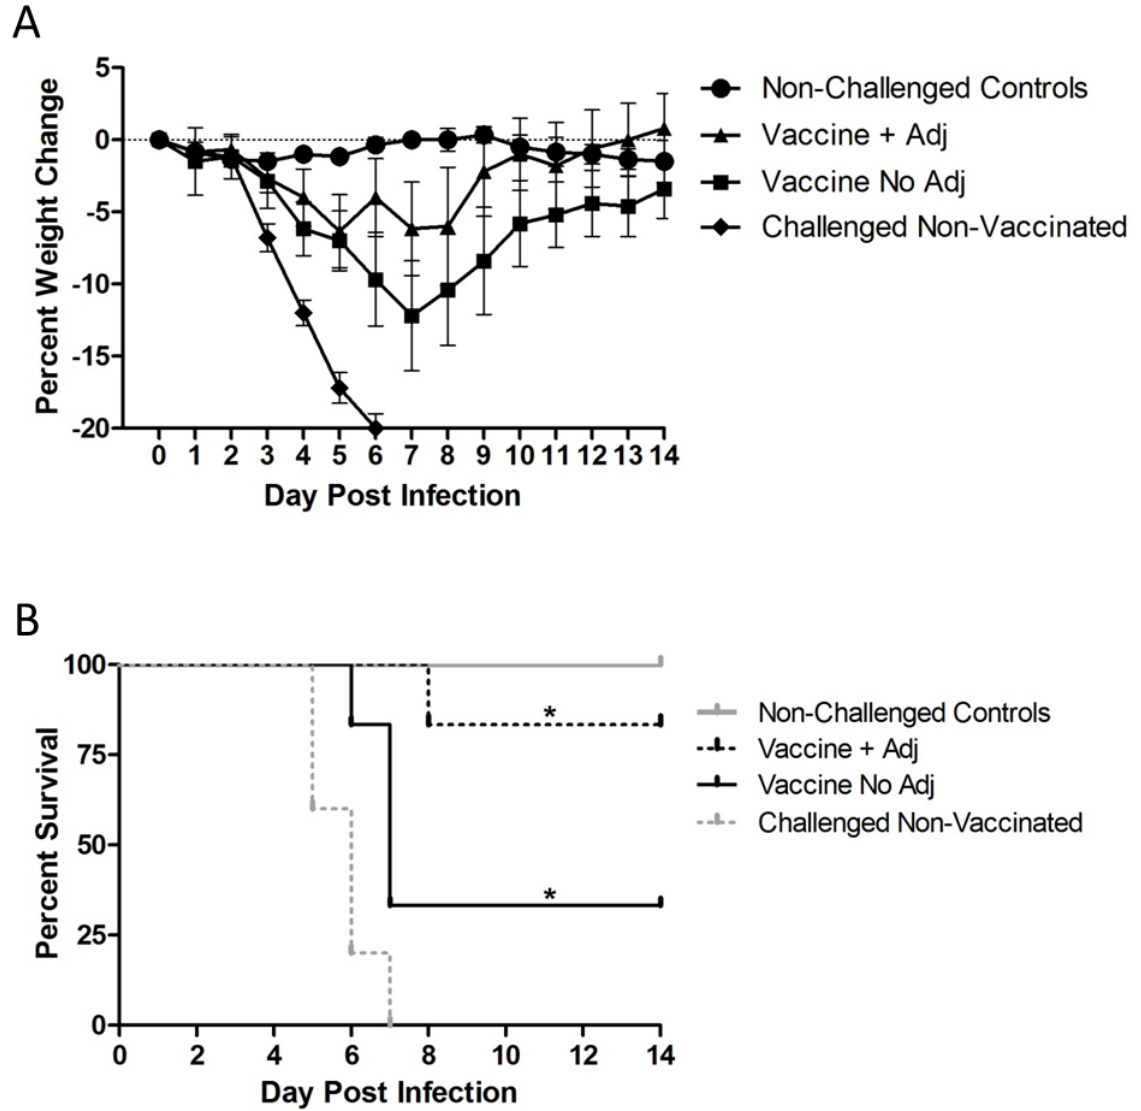 A
Percent Weight Change
5
0
-5
-10
-15
-20
0 1 2 3 4 5 6 7 8 9 10 11 12 13 14
Day Post Infection
Non-Challenged Controls
Vaccine + Adj
Vaccine No Adj
Challenged Non-Vaccinated
B
Percent Survival
100
75
50
25
0
* 
*
0 2 4 6 8 10 12 14
Day Post Infection
Non-Challenged Controls
Vaccine + Adj
Vaccine No Adj
Challenged Non-Vaccinated